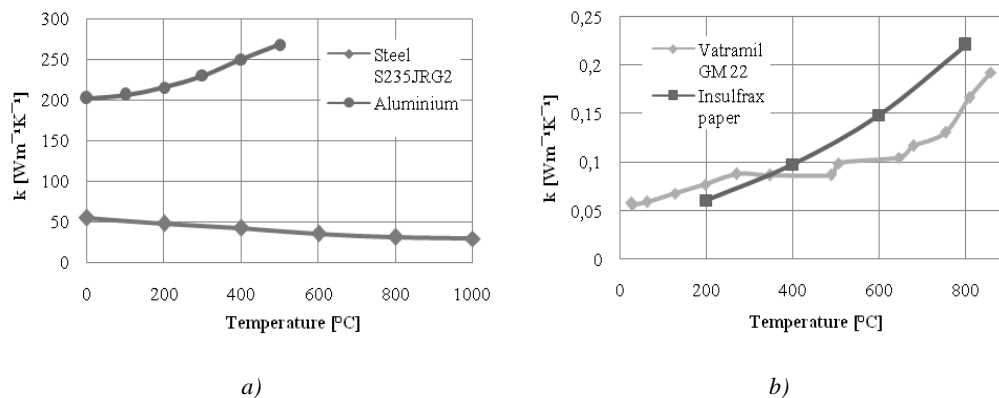 300
250
200
150
100
50
0
k [Wm⁻¹K⁻¹]
Steel
S235JRG2
Aluminium
0 200 400 600 800 1000
Temperature [ºC]
a)
0,25
0,2
0,15
0,1
0,05
0
k [Wm⁻¹K⁻¹]
Vatramil
GM22
Insulfrax
paper
0 200 400 600 800
Temperature [ºC]
b)